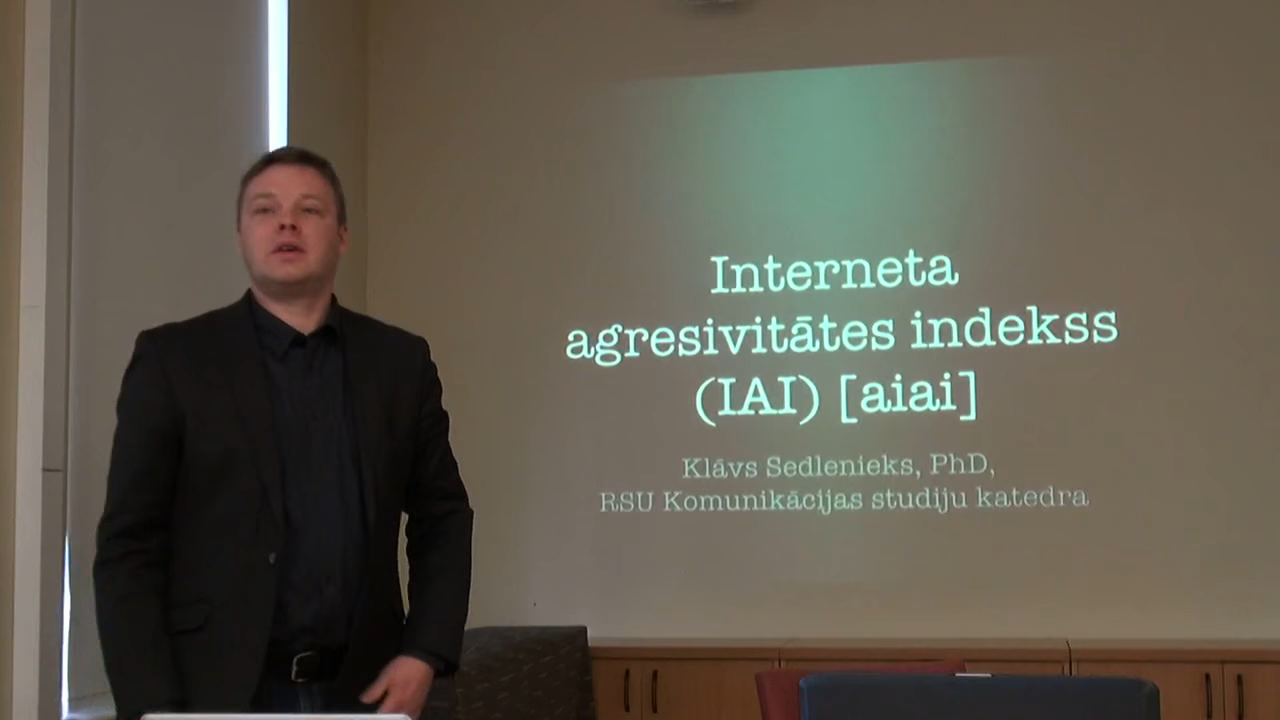 Interneta
agresivitātes indekss
(IAI) [aiai]
Klāvs Sedlenieks, PhD,
RSU Komunikācijas studiju katedra